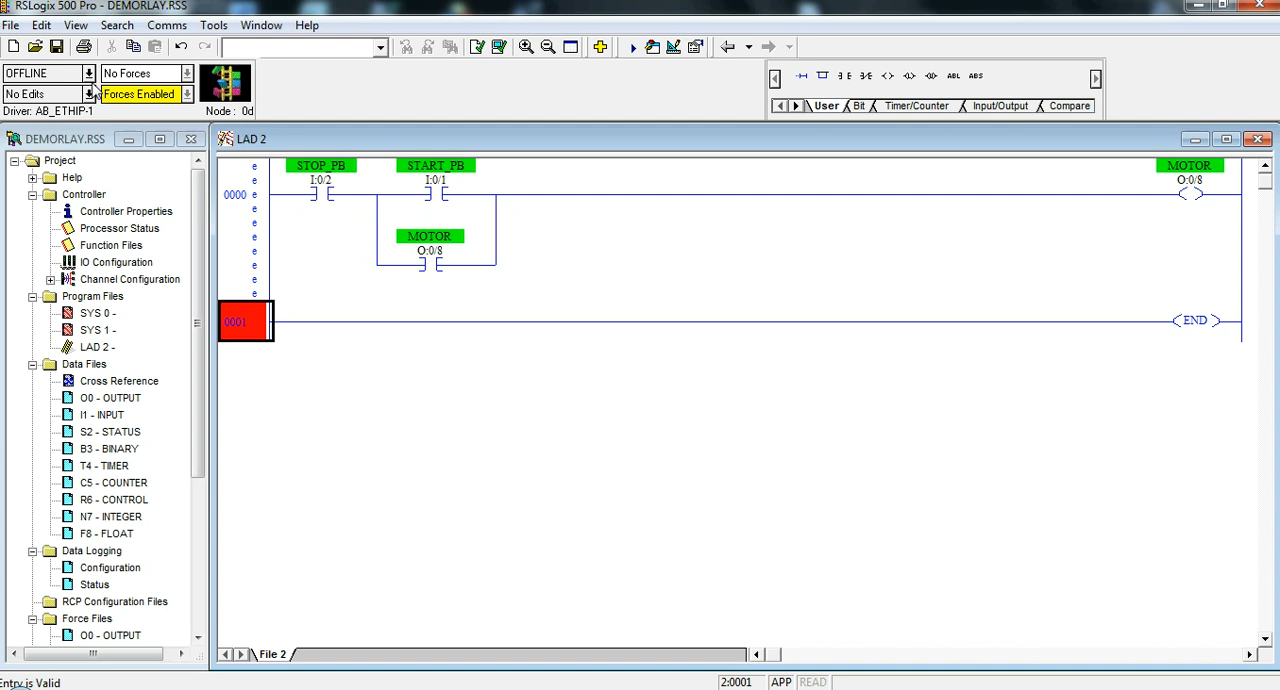 RSLogix 500 Pro - DEMORLAY.RSS
File Edit View Search Comms Tools Window Help
OFFLINE No Forces
No Edits Forces Enabled
Driver: AB_ETHIP-1 Node : 0d
ABL ABS
User Bit Timer/Counter Input/Output Compare
DEMORLAY.RSS
Project
Help
Controller
Controller Properties
Processor Status
Function Files
IO Configuration
Channel Configuration
Program Files
SYS 0 -
SYS 1 -
LAD 2 -
Data Files
Cross Reference
O0 - OUTPUT
I1 - INPUT
S2 - STATUS
B3 - BINARY
T4 - TIMER
C5 - COUNTER
R6 - CONTROL
N7 - INTEGER
F8 - FLOAT
Data Logging
Configuration
Status
RCP Configuration Files
Force Files
O0 - OUTPUT
LAD 2
e STOP_PB START_PB MOTOR
e I:0/2 I:0/1 O:0/8
0000 e
e
e
e MOTOR
e O:0/8
e
e
e
0001 END
File 2
Entry is Valid
2:0001 APP READ